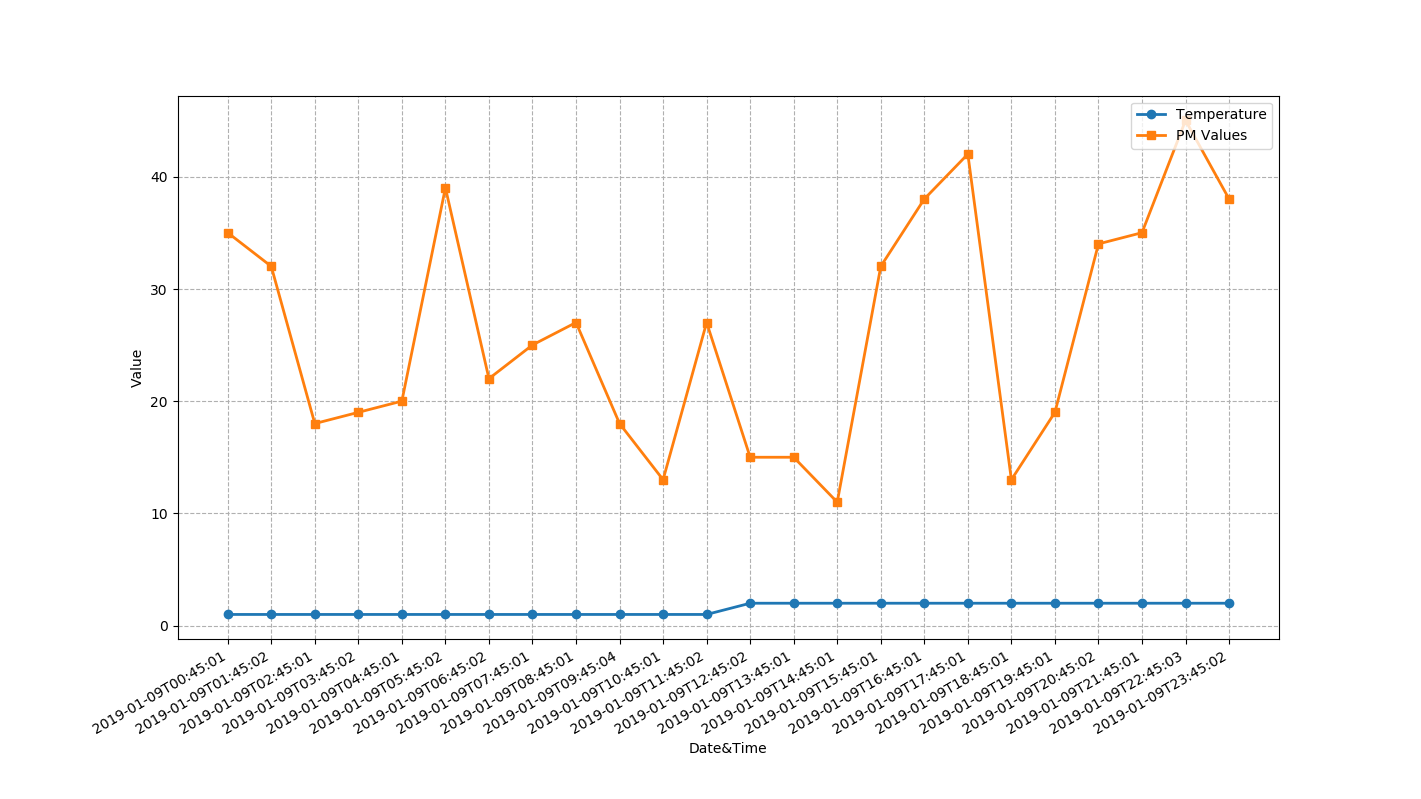 Temperature
PM Values
40
30
20
10
0
Value
2019-01-09T00:45:01
2019-01-09T01:45:02
2019-01-09T02:45:01
2019-01-09T03:45:02
2019-01-09T04:45:01
2019-01-09T05:45:02
2019-01-09T06:45:02
2019-01-09T07:45:01
2019-01-09T08:45:01
2019-01-09T09:45:04
2019-01-09T10:45:01
2019-01-09T11:45:02
2019-01-09T12:45:02
2019-01-09T13:45:01
2019-01-09T14:45:01
2019-01-09T15:45:01
2019-01-09T16:45:01
2019-01-09T17:45:01
2019-01-09T18:45:01
2019-01-09T19:45:01
2019-01-09T20:45:02
2019-01-09T21:45:01
2019-01-09T22:45:03
2019-01-09T23:45:02
Date&Time